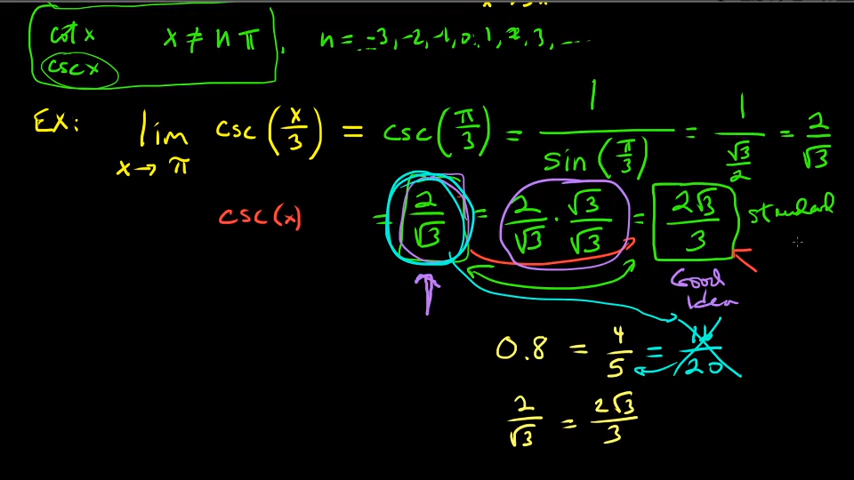 cot x x ≠ nπ, n = -3, -2, -1, 0, 1, 2, 3, ...
csc x
EX: lim x→π csc(x/3) = csc(π/3) = 1/sin(π/3) = 1/(√3/2) = 2/√3
csc(x) = 2/√3 = 2/√3 · √3/√3 = 2√3/3 standard
Good
Idea
0.8 = 4/5 = 16/20
2/√3 = 2√3/3